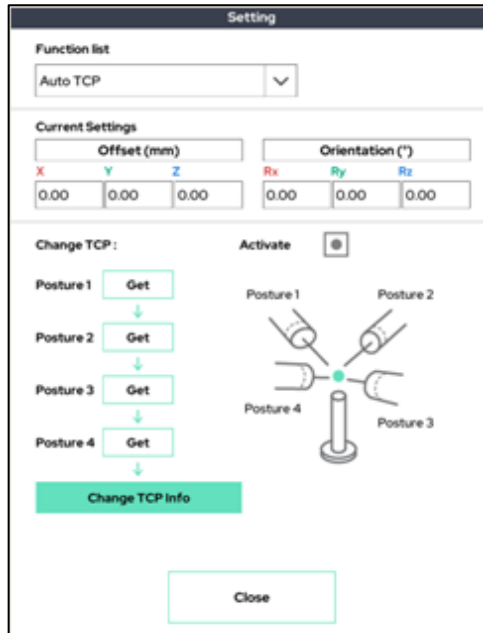 Setting
Function list
Auto TCP
Current Settings
Offset (mm)
Orientation (°)
X Y Z
Rx Ry Rz
0.00 0.00 0.00
0.00 0.00 0.00
Change TCP :
Activate
Posture 1 Get
Posture 2 Get
Posture 3 Get
Posture 4 Get
Change TCP Info
Posture 1
Posture 2
Posture 4
Posture 3
Close